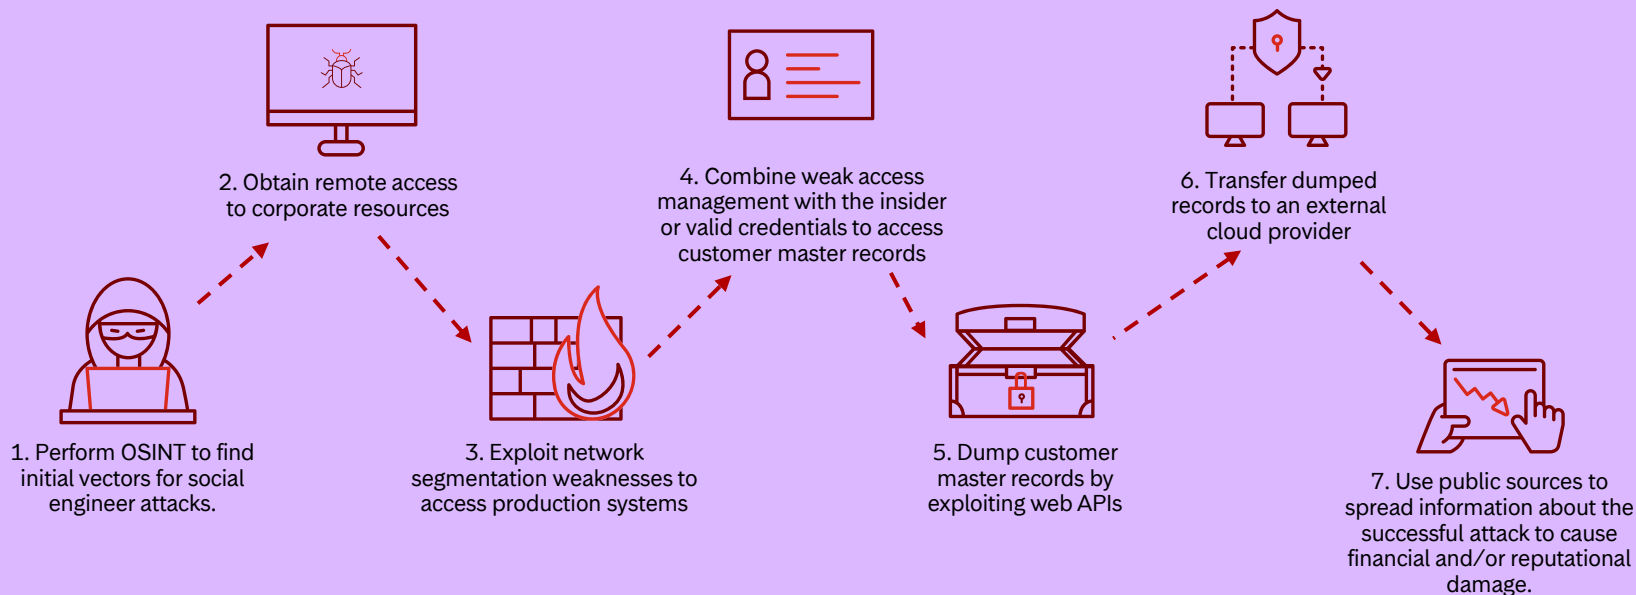 1. Perform OSINT to find
initial vectors for social
engineer attacks.
2. Obtain remote access
to corporate resources
3. Exploit network
segmentation weaknesses to
access production systems
4. Combine weak access
management with the insider
or valid credentials to access
customer master records
5. Dump customer
master records by
exploiting web APIs
6. Transfer dumped
records to an external
cloud provider
7. Use public sources to
spread information about the
successful attack to cause
financial and/or reputational
damage.